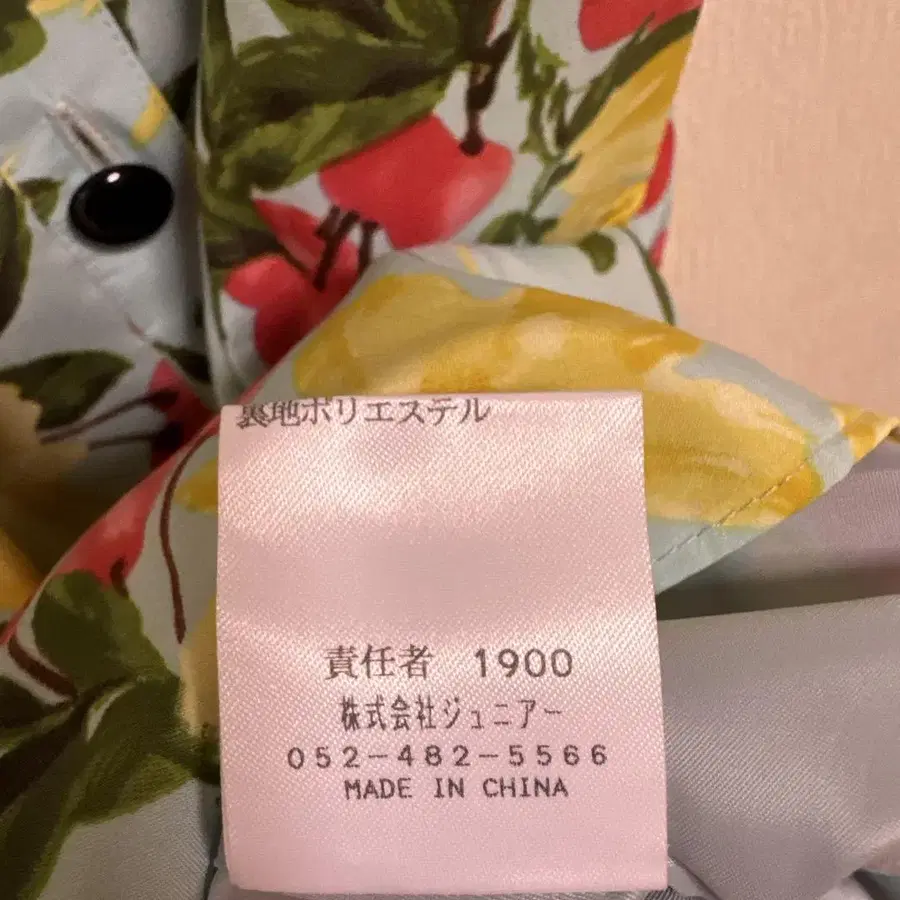 裏地ポリエステル
責任者 1900
株式会社ジュニアー
052-482-5566
MADE IN CHINA